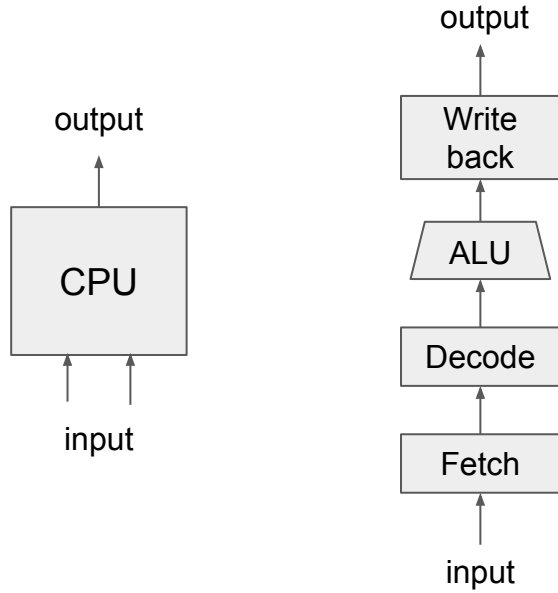 output
CPU
input
output
Write
back
ALU
Decode
Fetch
input